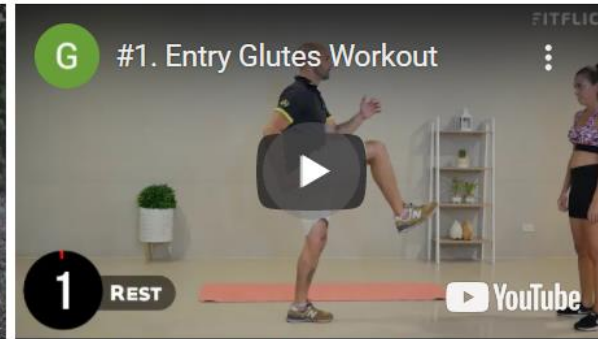 FITFLIC
G
#1. Entry Glutes Workout
1
REST
YouTube